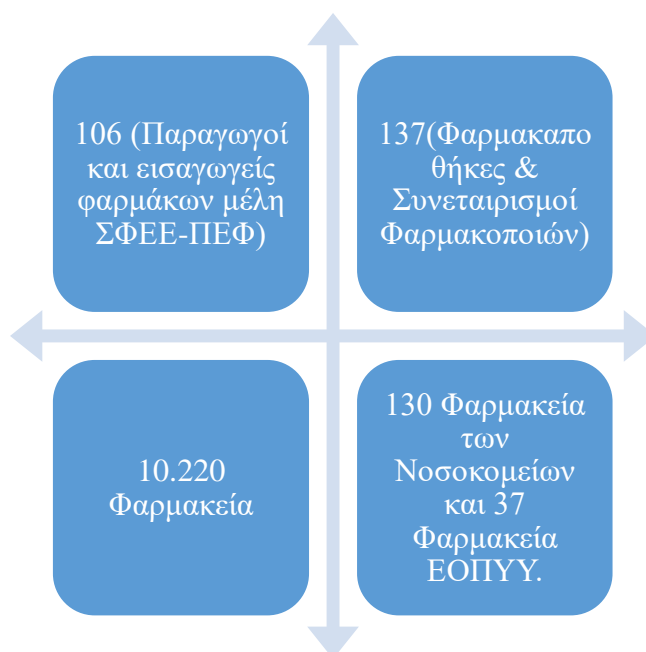 106 (Παραγωγοί
και εισαγωγείς
φαρμάκων μέλη
ΣΦΕΕ-ΠΕΦ)
137(Φαρμακαπο
θήκες &
Συνεταιρισμοί
Φαρμακοποιών)
10.220
Φαρμακεία
130 Φαρμακεία
των
Νοσοκομείων
και 37
Φαρμακεία
ΕΟΠΥΥ.